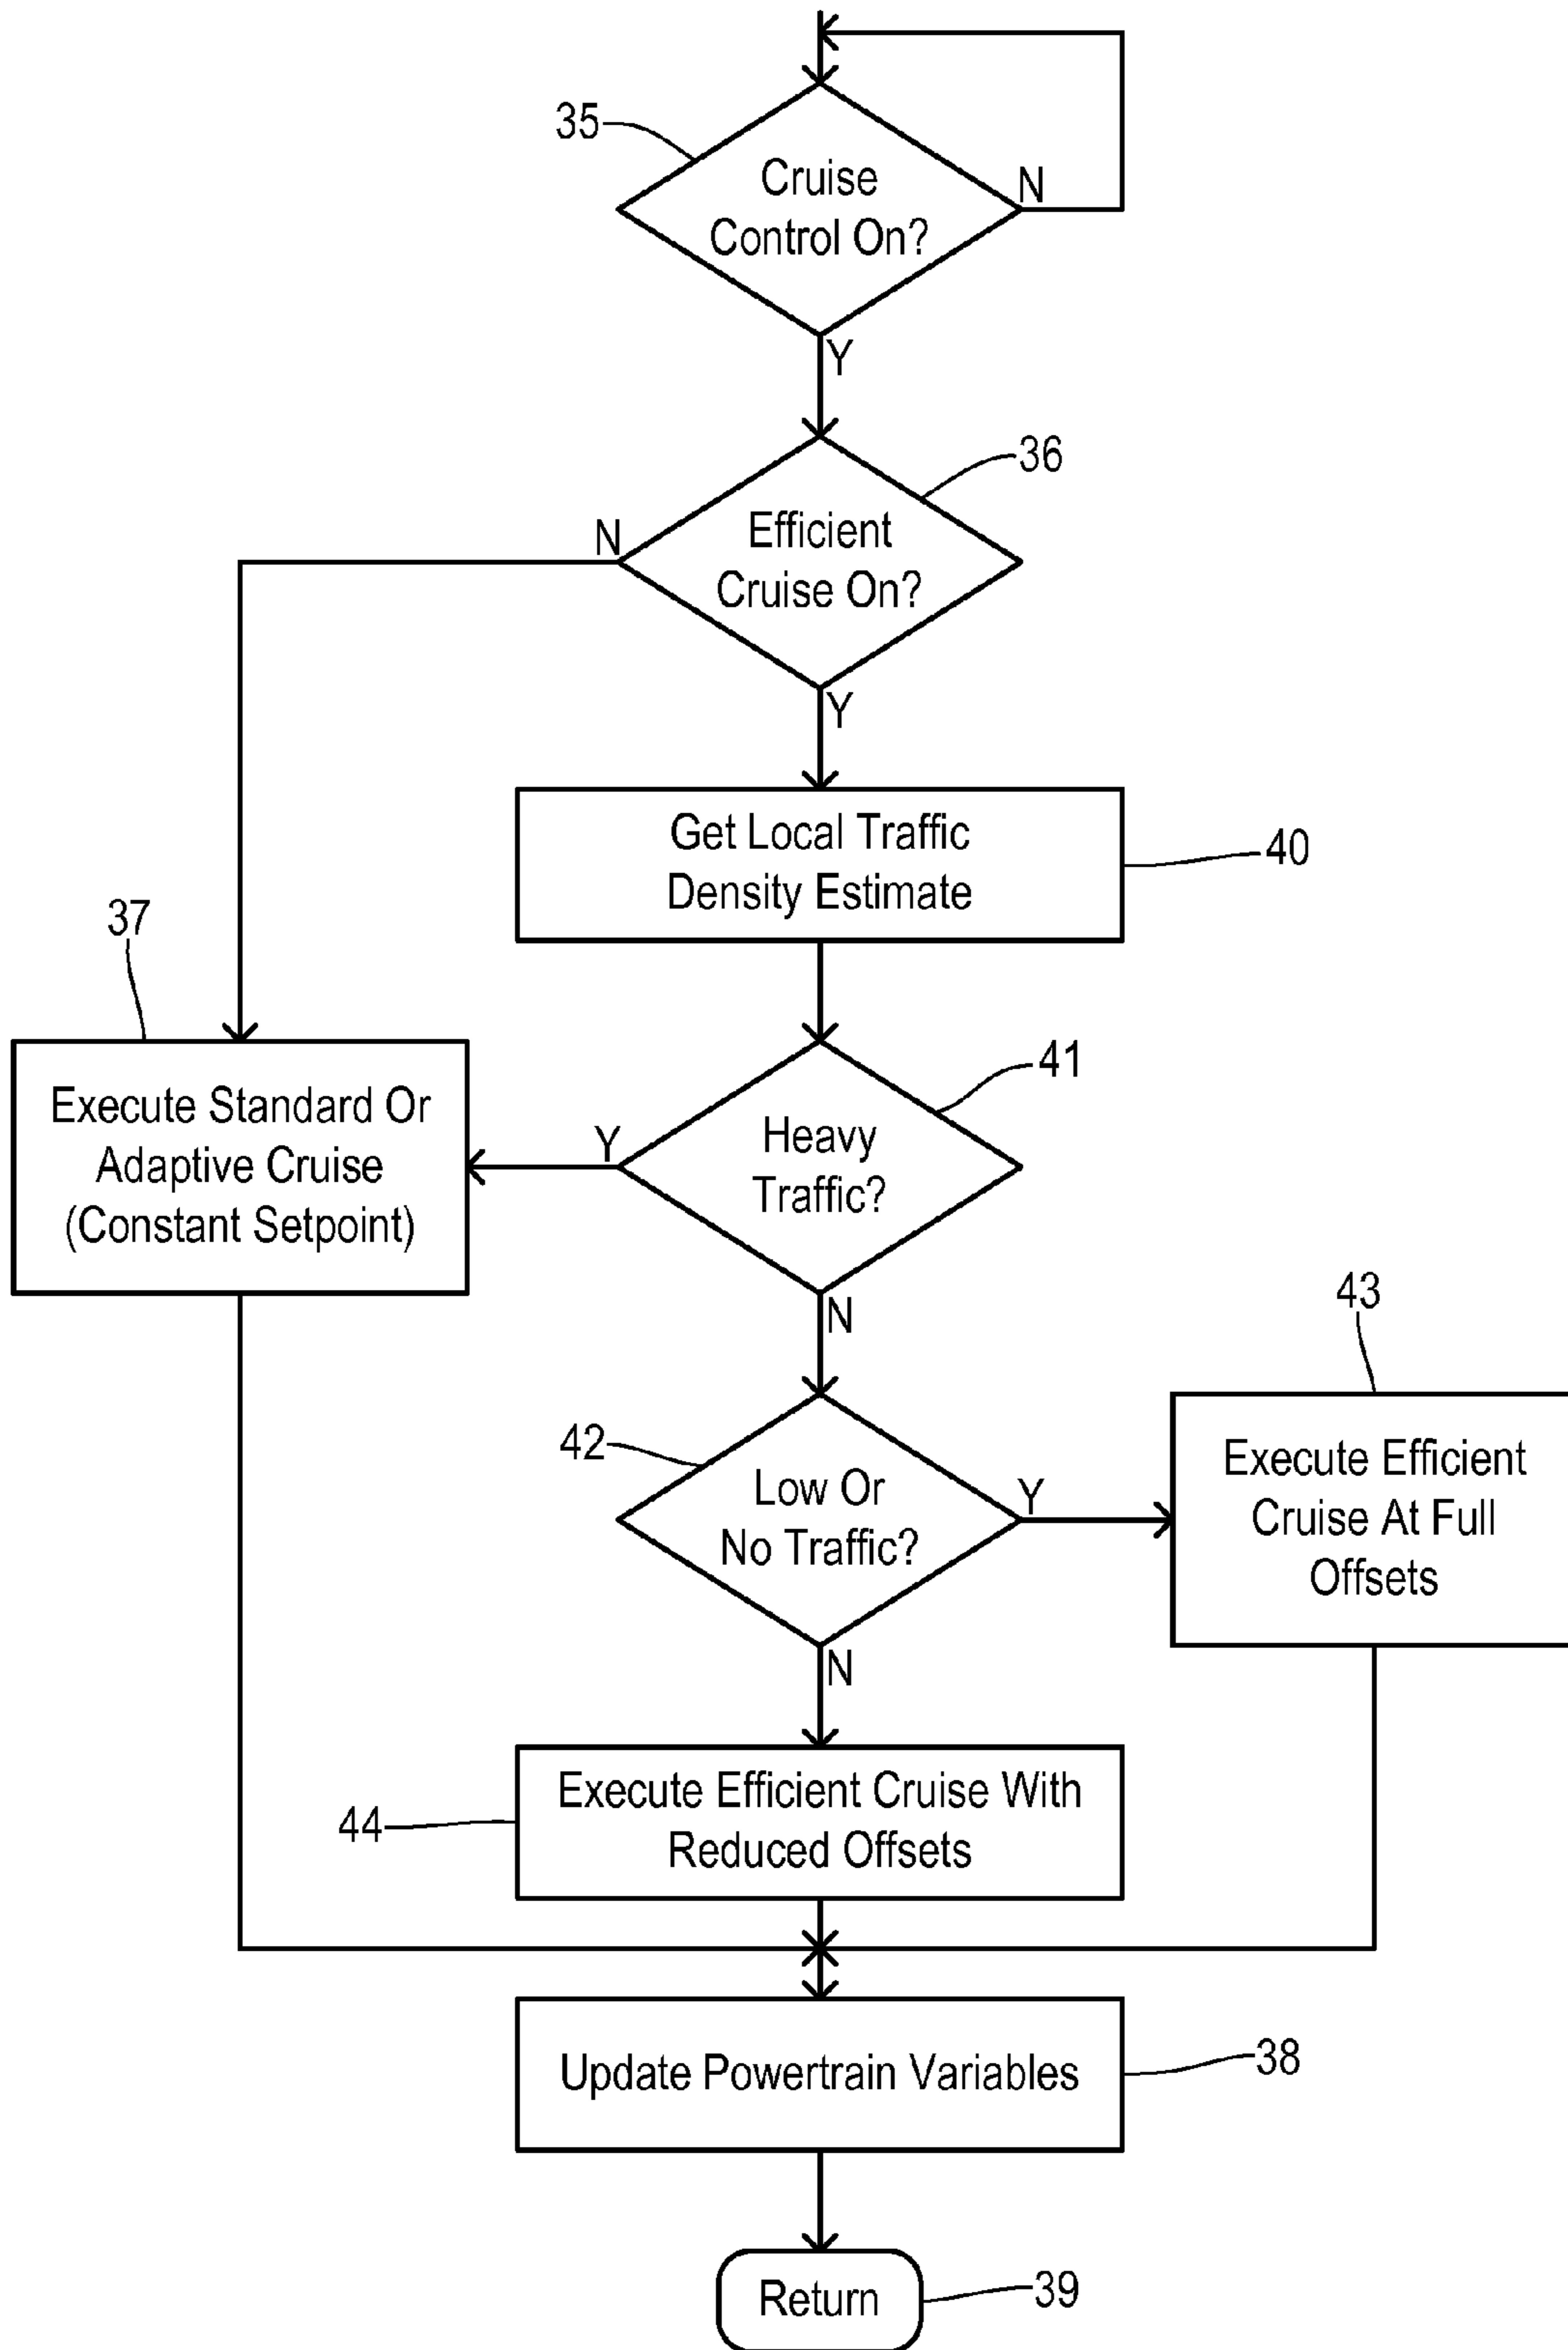 35
Cruise
Control On?
N
Y
36
N
Efficient
Cruise On?
Y
Get Local Traffic
Density Estimate
40
37
Execute Standard Or
Adaptive Cruise
(Constant Setpoint)
41
Y
Heavy
Traffic?
N
43
42
Low Or
No Traffic?
Y
Execute Efficient
Cruise At Full
Offsets
N
44
Execute Efficient Cruise With
Reduced Offsets
Update Powertrain Variables
38
Return
39